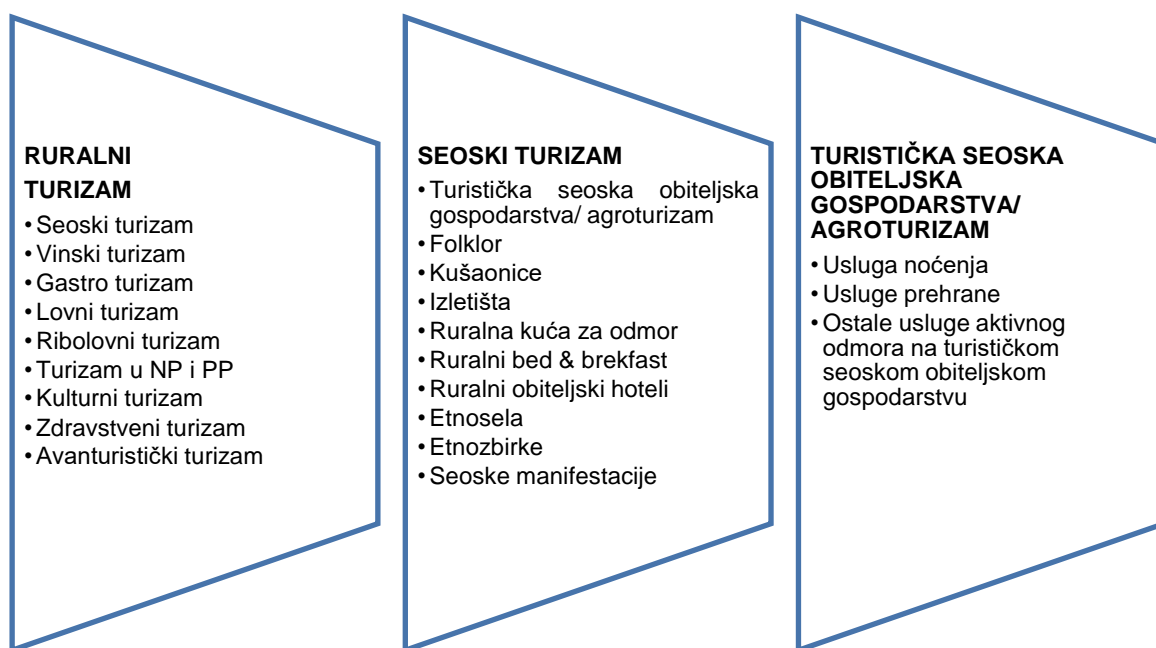 RURALNI
TURIZAM
• Seoski turizam
• Vinski turizam
• Gastro turizam
• Lovni turizam
• Ribolovni turizam
• Turizam u NP i PP
• Kulturni turizam
• Zdravstveni turizam
• Avanturistički turizam
SEOSKI TURIZAM
• Turistička seoska obiteljska
gospodarstva/ agroturizam
• Folklor
• Kušaonice
• Izletišta
• Ruralna kuća za odmor
• Ruralni bed & brekfast
• Ruralni obiteljski hoteli
• Etnosela
• Etnozbirke
• Seoske manifestacije
TURISTIČKA SEOSKA
OBITELJSKA
GOSPODARSTVA/
AGROTURIZAM
• Usluga noćenja
• Usluge prehrane
• Ostale usluge aktivnog
odmora na turističkom
seoskom obiteljskom
gospodarstvu